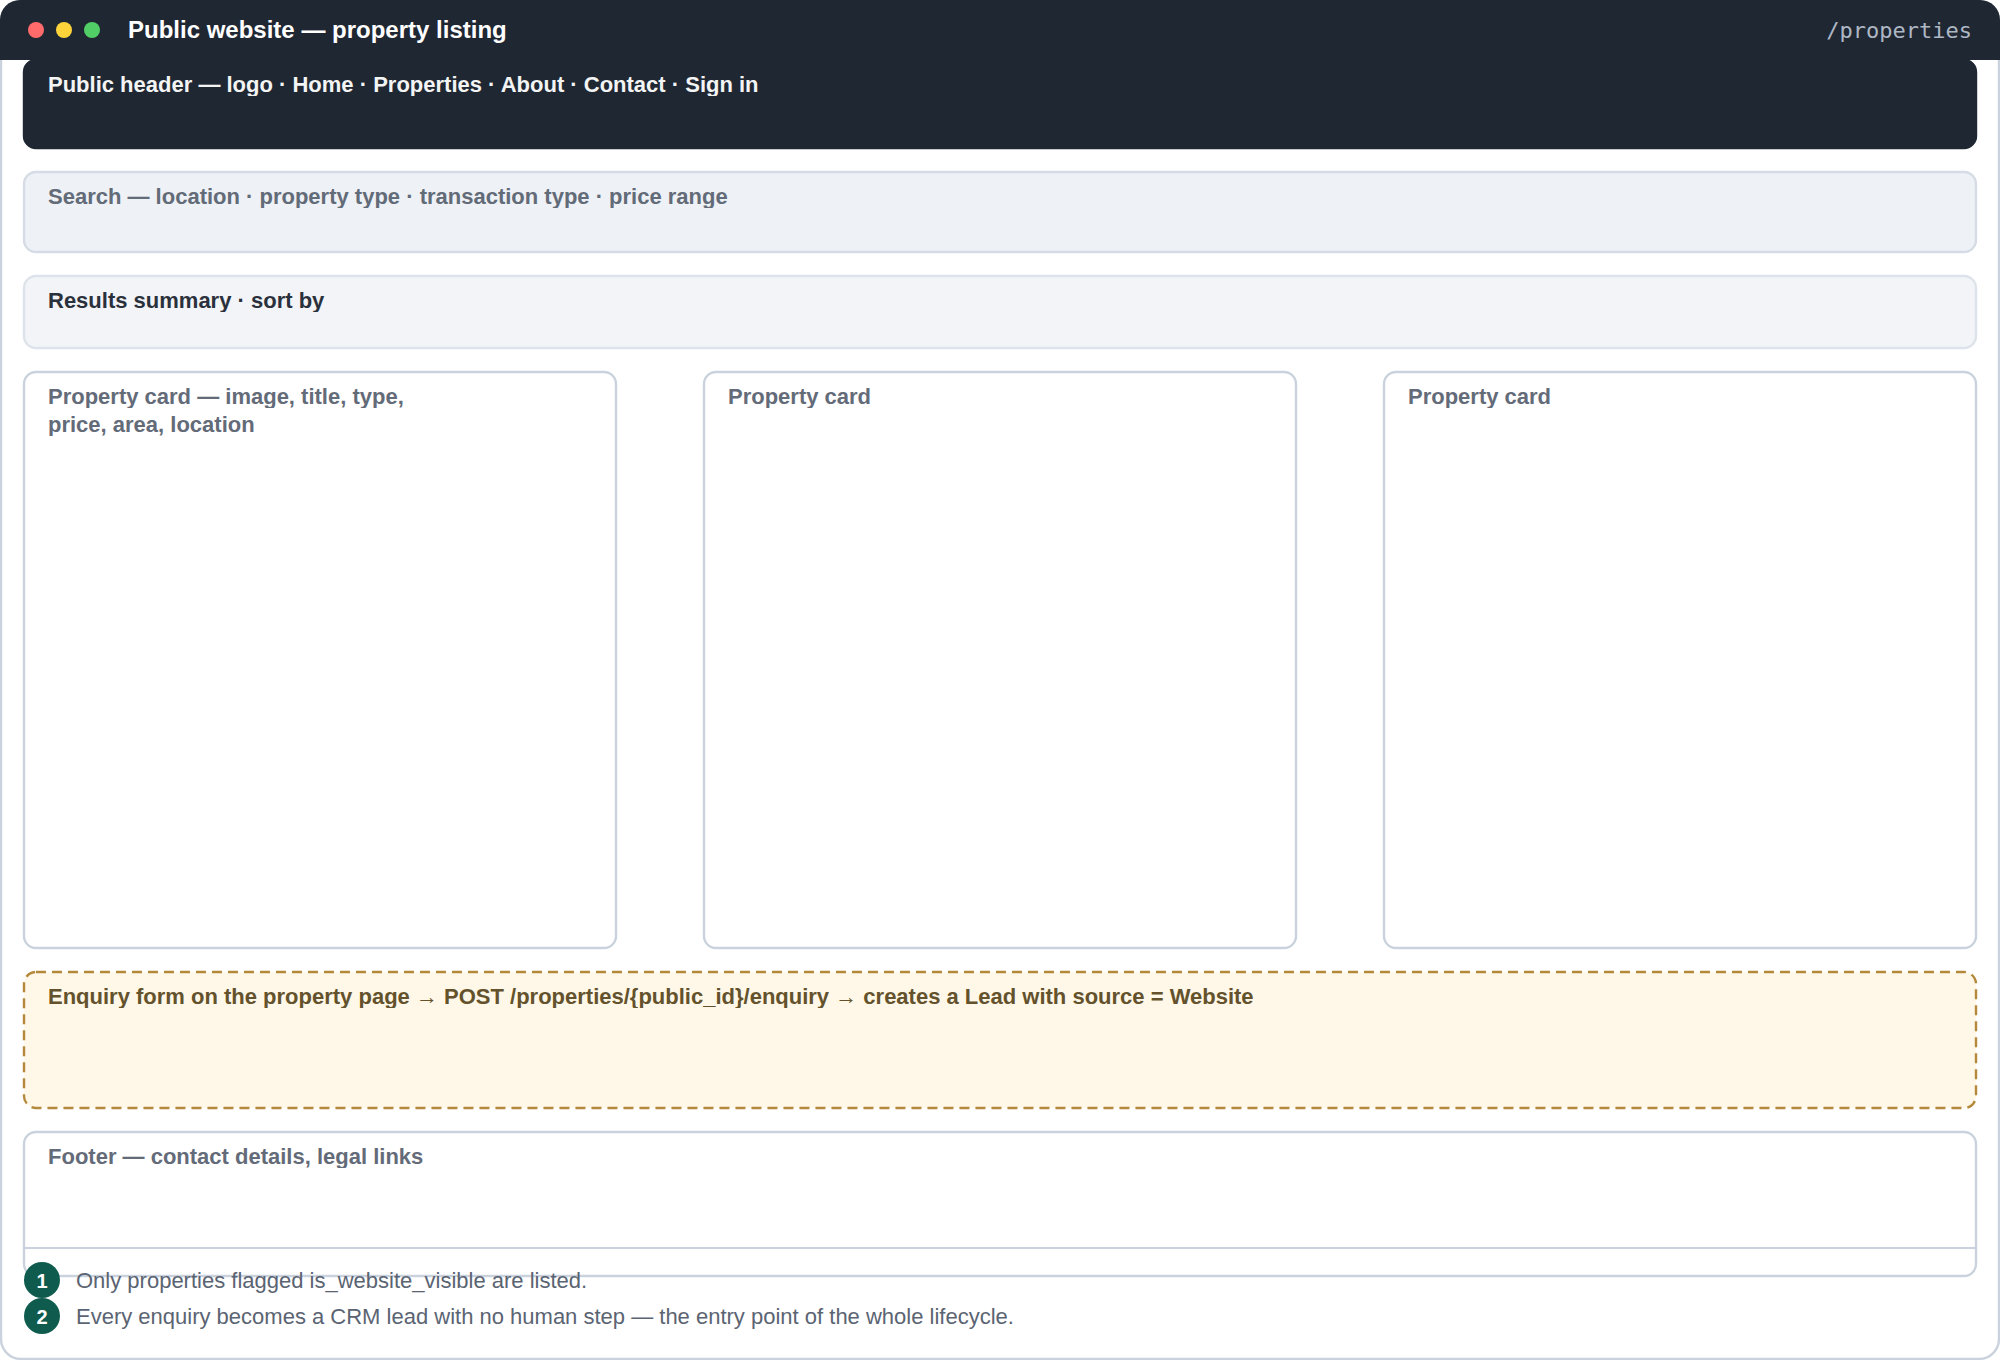 Public website — property listing
/properties
Public header — logo · Home · Properties · About · Contact · Sign in
Search — location · property type · transaction type · price range
Results summary · sort by
Property card — image, title, type,
price, area, location
Property card
Property card
Enquiry form on the property page → POST /properties/{public_id}/enquiry → creates a Lead with source = Website
Footer — contact details, legal links
1 Only properties flagged is_website_visible are listed.
2 Every enquiry becomes a CRM lead with no human step — the entry point of the whole lifecycle.